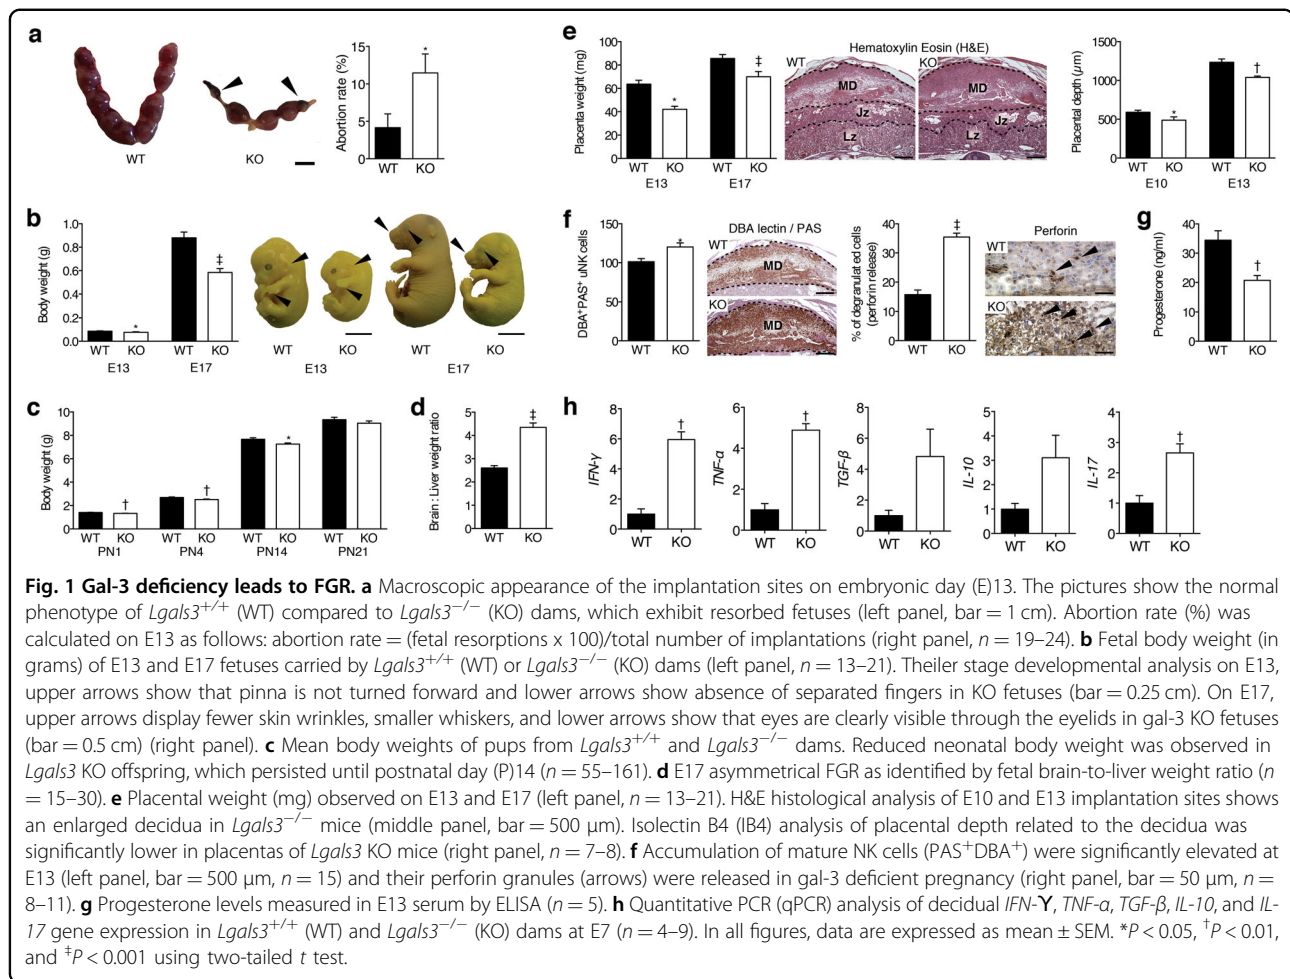 a
WT
KO
Abortion rate (%)
15
10
5
0
*
WT
KO
b
Body weight (g)
1.0
0.8
0.6
0.4
0.2
0.0
*
‡
WT KO WT KO
E13 E17
WT
KO
E13
WT
KO
E17
c
Body weight (g)
10
8
6
4
2
0
†
†
*
WT KO WT KO WT KO WT KO
PN1 PN4 PN14 PN21
d
Brain : Liver weight ratio
5
4
3
2
1
0
‡
WT KO
e
Placenta weight (mg)
100
80
60
40
20
0
*
‡
WT KO WT KO
E13 E17
Hematoxylin Eosin (H&E)
WT
MD
Jz
Lz
KO
MD
Jz
Lz
Placental depth (µm)
1500
1000
500
0
*
†
WT KO WT KO
E10 E13
f
DBA⁺PAS⁺ uNK cells
150
100
50
0
*
WT KO
DBA lectin / PAS
WT
MD
KO
MD
% of degranulated cells
(perforin release)
40
30
20
10
0
‡
WT KO
Perforin
WT
KO
g
Progesterone (ng/ml)
40
30
20
10
0
†
WT KO
h
IFN-γ
8
6
4
2
0
†
WT KO
TNF-α
6
4
2
0
†
WT KO
TGF-β
8
6
4
2
0
WT KO
IL-10
5
4
3
2
1
0
WT KO
IL-17
4
3
2
1
0
†
WT KO
Fig. 1 Gal-3 deficiency leads to FGR. a Macroscopic appearance of the implantation sites on embryonic day (E)13. The pictures show the normal
phenotype of Lgals3⁺/⁺ (WT) compared to Lgals3⁻/⁻ (KO) dams, which exhibit resorbed fetuses (left panel, bar = 1 cm). Abortion rate (%) was
calculated on E13 as follows: abortion rate = (fetal resorptions x 100)/total number of implantations (right panel, n = 19–24). b Fetal body weight (in
grams) of E13 and E17 fetuses carried by Lgals3⁺/⁺ (WT) or Lgals3⁻/⁻ (KO) dams (left panel, n = 13–21). Theiler stage developmental analysis on E13,
upper arrows show that pinna is not turned forward and lower arrows show absence of separated fingers in KO fetuses (bar = 0.25 cm). On E17,
upper arrows display fewer skin wrinkles, smaller whiskers, and lower arrows show that eyes are clearly visible through the eyelids in gal-3 KO fetuses
(bar = 0.5 cm) (right panel). c Mean body weights of pups from Lgals3⁺/⁺ and Lgals3⁻/⁻ dams. Reduced neonatal body weight was observed in
Lgals3 KO offspring, which persisted until postnatal day (P)14 (n = 55–161). d E17 asymmetrical FGR as identified by fetal brain-to-liver weight ratio (n
= 15–30). e Placental weight (mg) observed on E13 and E17 (left panel, n = 13–21). H&E histological analysis of E10 and E13 implantation sites shows
an enlarged decidua in Lgals3⁻/⁻ mice (middle panel, bar = 500 µm). Isolectin B4 (IB4) analysis of placental depth related to the decidua was
significantly lower in placentas of Lgals3 KO mice (right panel, n = 7–8). f Accumulation of mature NK cells (PAS⁺DBA⁺) were significantly elevated at
E13 (left panel, bar = 500 µm, n = 15) and their perforin granules (arrows) were released in gal-3 deficient pregnancy (right panel, bar = 50 µm, n =
8–11). g Progesterone levels measured in E13 serum by ELISA (n = 5). h Quantitative PCR (qPCR) analysis of decidual IFN-ϒ, TNF-α, TGF-β, IL-10, and IL-
17 gene expression in Lgals3⁺/⁺ (WT) and Lgals3⁻/⁻ (KO) dams at E7 (n = 4–9). In all figures, data are expressed as mean ± SEM. *P < 0.05, †P < 0.01,
and ‡P < 0.001 using two-tailed t test.